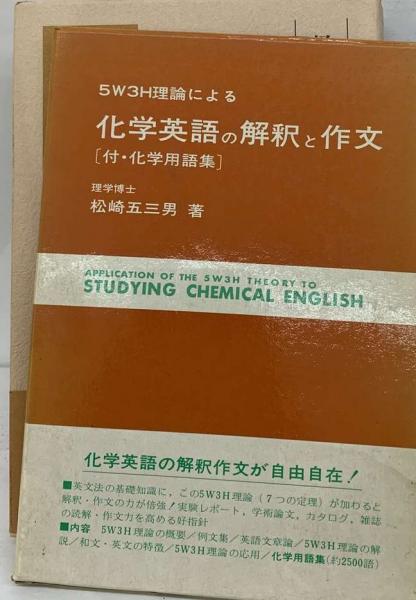 5W3H理論による
化学英語の解釈と作文
[付・化学用語集]
理学博士
松崎五三男 著
APPLICATION OF THE 5W3H THEORY TO
STUDYING CHEMICAL ENGLISH
化学英語の解釈作文が自由自在!
■英文法の基礎知識に，この5W3H理論(7つの定理)が加わると
解釈・作文の力が倍強!実験レポート，学術論文，カタログ，雑誌
の読解・作文力を高める好指針
■内容 5W3H理論の概要/例文集/英語文章論/5W3H理論の解
説/和文・英文の特徴/5W3H理論の応用/化学用語集(約2500語)